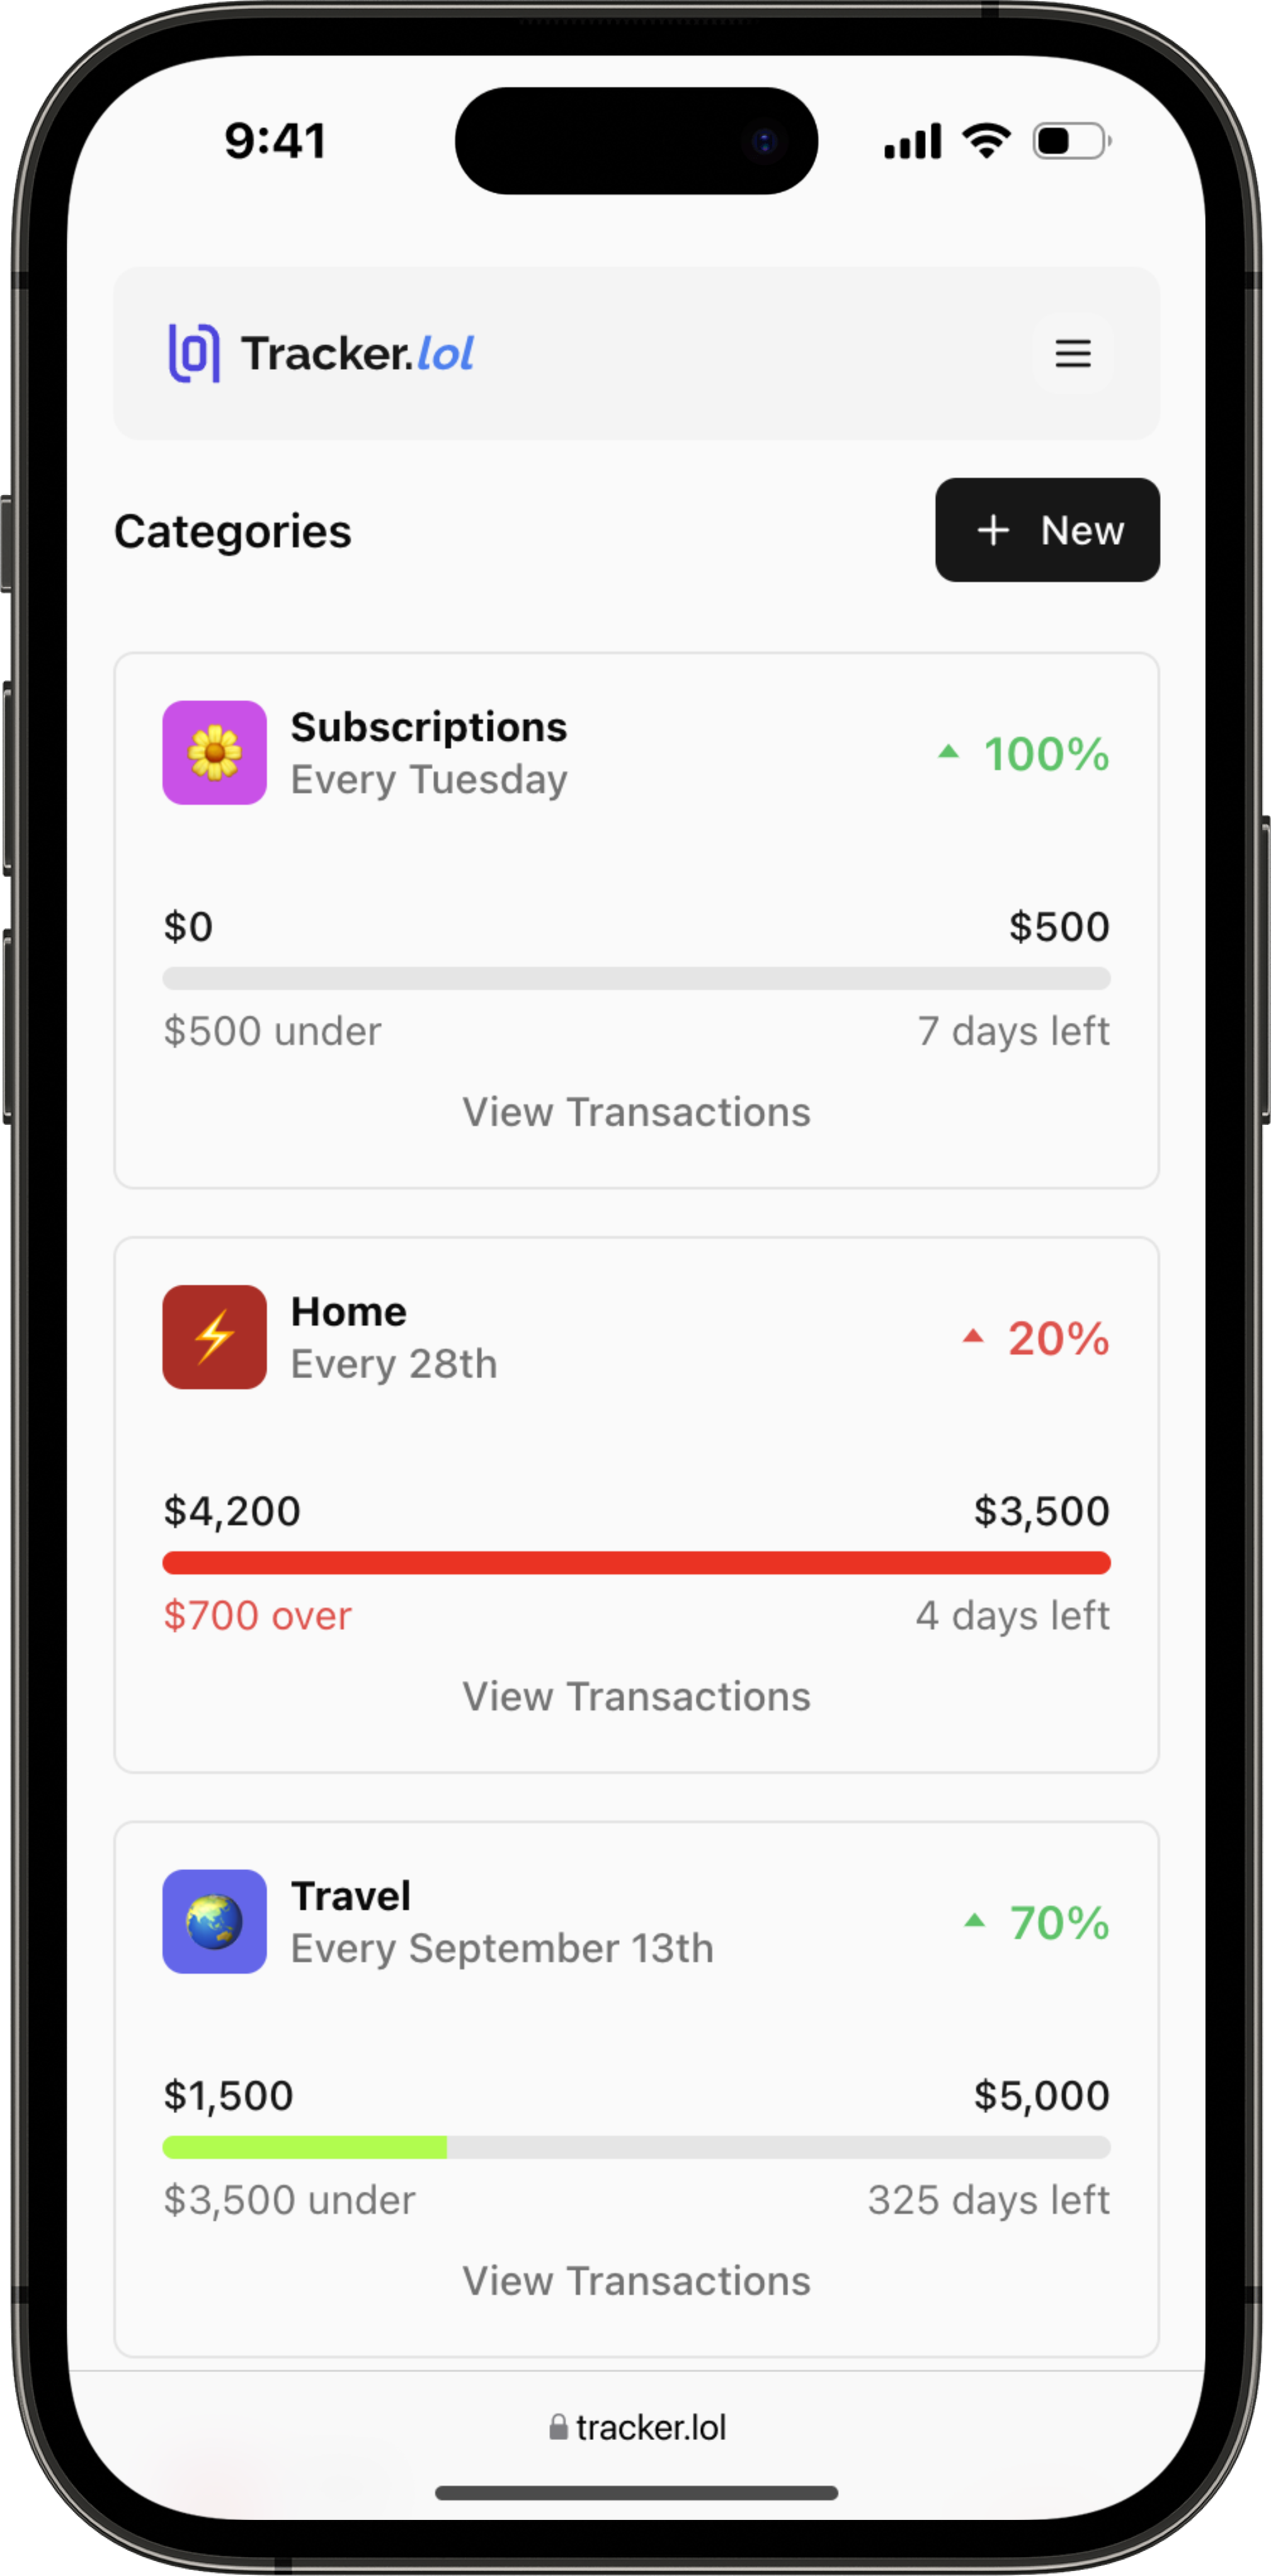 9:41
Tracker.lol
Categories
+ New
Subscriptions
Every Tuesday
100%
$0 $500
$500 under 7 days left
View Transactions
Home
Every 28th
20%
$4,200 $3,500
$700 over 4 days left
View Transactions
Travel
Every September 13th
70%
$1,500 $5,000
$3,500 under 325 days left
View Transactions
tracker.lol